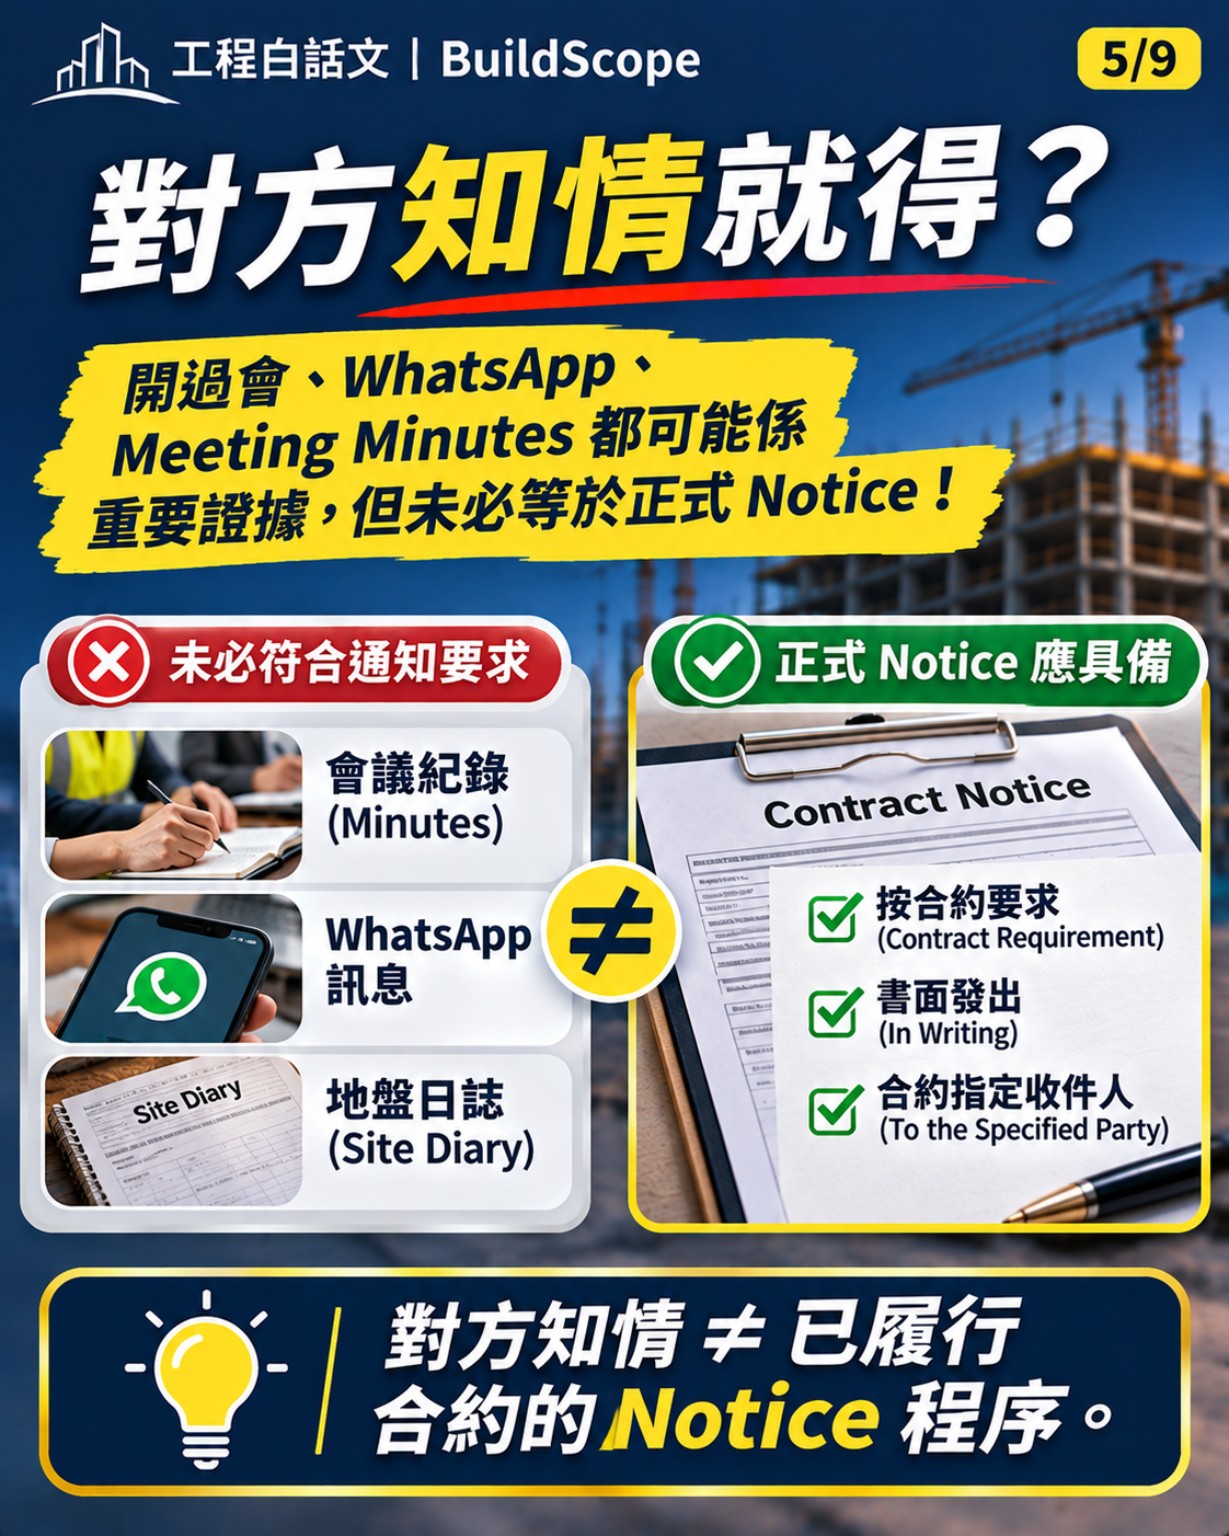 工程白話文 | BuildScope
5/9
對方知情就得？
開過會、WhatsApp、
Meeting Minutes 都可能係
重要證據，但未必等於正式 Notice！
未必符合通知要求
會議紀錄
(Minutes)
WhatsApp
訊息
Site Diary
地盤日誌
(Site Diary)
≠
正式 Notice 應具備
Contract Notice
按合約要求
(Contract Requirement)
書面發出
(In Writing)
合約指定收件人
(To the Specified Party)
對方知情 ≠ 已履行
合約的 Notice 程序。